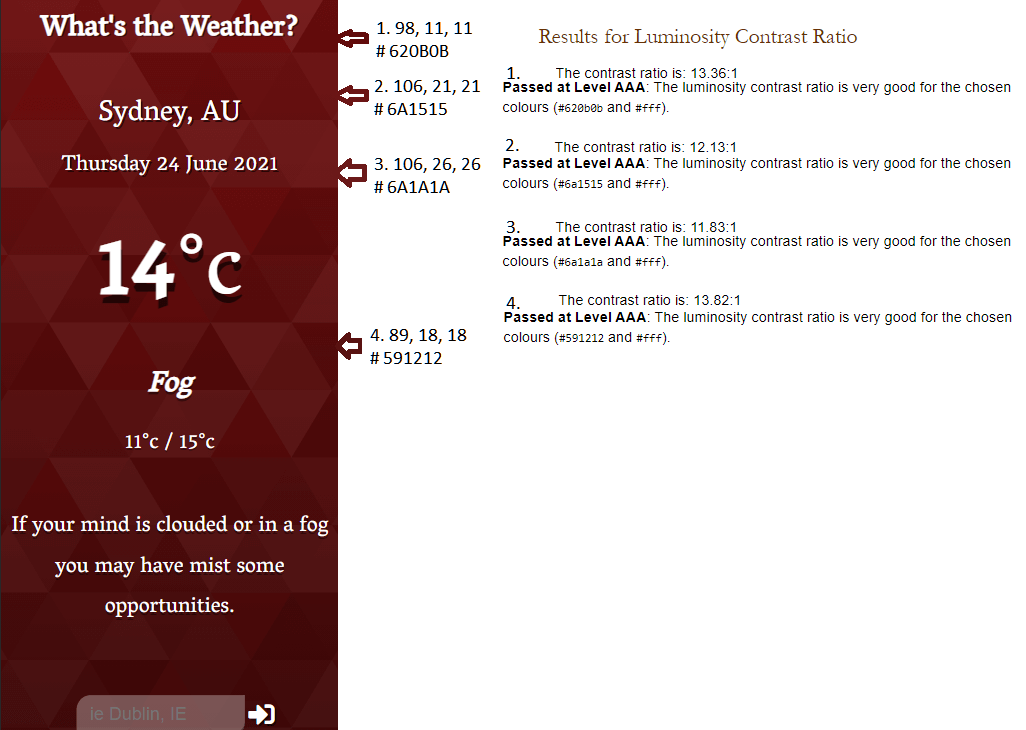 What's the Weather?
Sydney, AU
Thursday 24 June 2021
14°c
Fog
11°c / 15°c
If your mind is clouded or in a fog
you may have mist some
opportunities.
ie Dublin, IE
1. 98, 11, 11
# 620B0B
2. 106, 21, 21
# 6A1515
3. 106, 26, 26
# 6A1A1A
4. 89, 18, 18
# 591212
Results for Luminosity Contrast Ratio
1. The contrast ratio is: 13.36:1
Passed at Level AAA: The luminosity contrast ratio is very good for the chosen
colours (#620b0b and #fff).
2. The contrast ratio is: 12.13:1
Passed at Level AAA: The luminosity contrast ratio is very good for the chosen
colours (#6a1515 and #fff).
3. The contrast ratio is: 11.83:1
Passed at Level AAA: The luminosity contrast ratio is very good for the chosen
colours (#6a1a1a and #fff).
4. The contrast ratio is: 13.82:1
Passed at Level AAA: The luminosity contrast ratio is very good for the chosen
colours (#591212 and #fff).